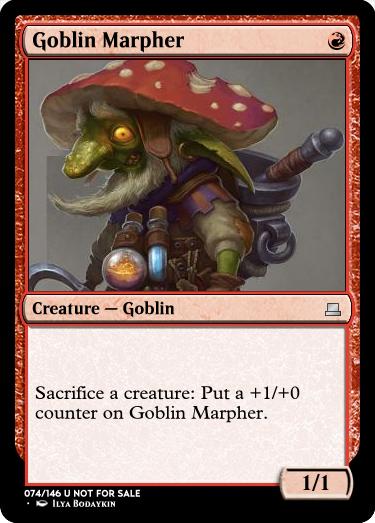 Goblin Marpher
Creature — Goblin
Sacrifice a creature: Put a +1/+0
counter on Goblin Marpher.
1/1
074/146 U NOT FOR SALE
· Ilya Bodaykin